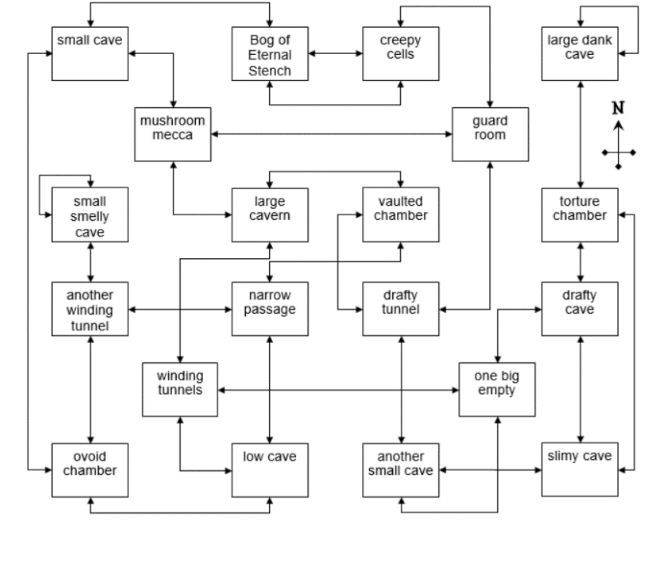 small cave
Bog of
Eternal
Stench
creepy
cells
large dank
cave
mushroom
mecca
guard
room
N
small
smelly
cave
large
cavern
vaulted
chamber
torture
chamber
another
winding
tunnel
narrow
passage
drafty
tunnel
drafty
cave
winding
tunnels
one big
empty
ovoid
chamber
low cave
another
small cave
slimy cave